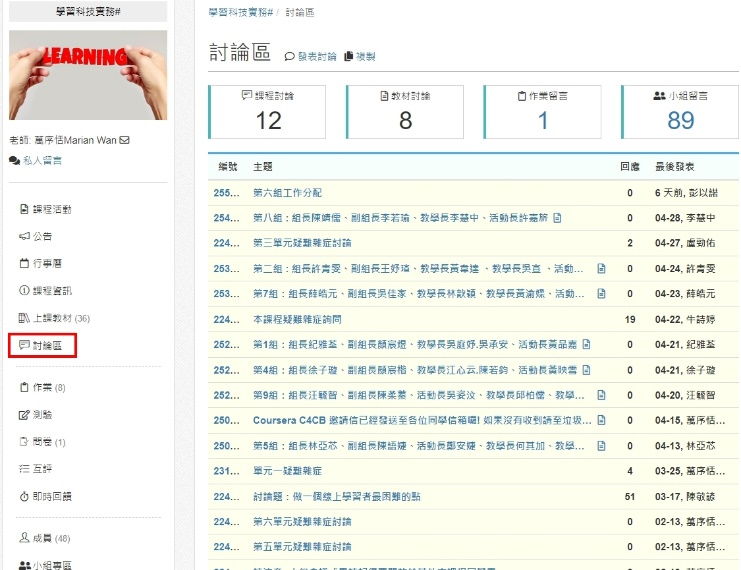 學習科技實務#
LEARNING
老師: 萬序恬Marian Wan
私人留言
課程活動
公告
行事曆
課程資訊
上課教材 (36)
討論區
作業 (8)
測驗
問卷 (1)
互評
即時回饋
成員 (48)
小組專區
學習科技實務# / 討論區
討論區 發表討論 複製
課程討論 教材討論 作業留言 小組留言
12 8 1 89
編號 主題 回應 最後發表
255... 第六組工作分配 0 6 天前, 彭以諾
254... 第八組:組長陳靖儒、副組長李若瑜、教學長李慧中、活動長許嘉旂 0 04-28, 李慧中
224... 第三單元疑難雜症討論 2 04-27, 盧勁佑
253... 第二組:組長許青雯、副組長王妤瑄、教學長黃韋達、教學長吳宣、活動... 0 04-24, 許青雯
253... 第7組:組長薛皓元、副組長吳佳家、教學長林歆穎、教學長黃渝嫘、活動... 0 04-23, 薛皓元
224... 本課程疑難雜症詢問 19 04-22, 牛詩婷
252... 第1組:組長紀雅荃、副組長顏宸煜、教學長吳庭妤.吳承安、活動長黃品嘉 0 04-21, 紀雅荃
252... 第4組:組長徐子璇、副組長顏宸楷、教學長江心云.陳若鈞、活動長黃映雲 0 04-21, 徐子璇
252... 第9組:組長汪毓智、副組長陳柔蓁、活動長吳姿汶、教學長邱柏儒、教學... 0 04-20, 汪毓智
250... Coursera C4CB 邀請信已經發送至各位同學信箱囉! 如果沒有收到請至垃圾... 0 04-15, 萬序恬...
250... 第5組:組長林亞芯、副組長陳語婕、活動長鄭安婕、教學長何其加、教學... 0 04-13, 林亞芯
231... 單元一疑難雜症 4 03-25, 萬序恬...
224... 討論題:做一個線上學習者最困難的點 51 03-17, 陳敬諺
224... 第六單元疑難雜症討論 0 02-13, 萬序恬...
224... 第五單元疑難雜症討論 0 02-13, 萬序恬...